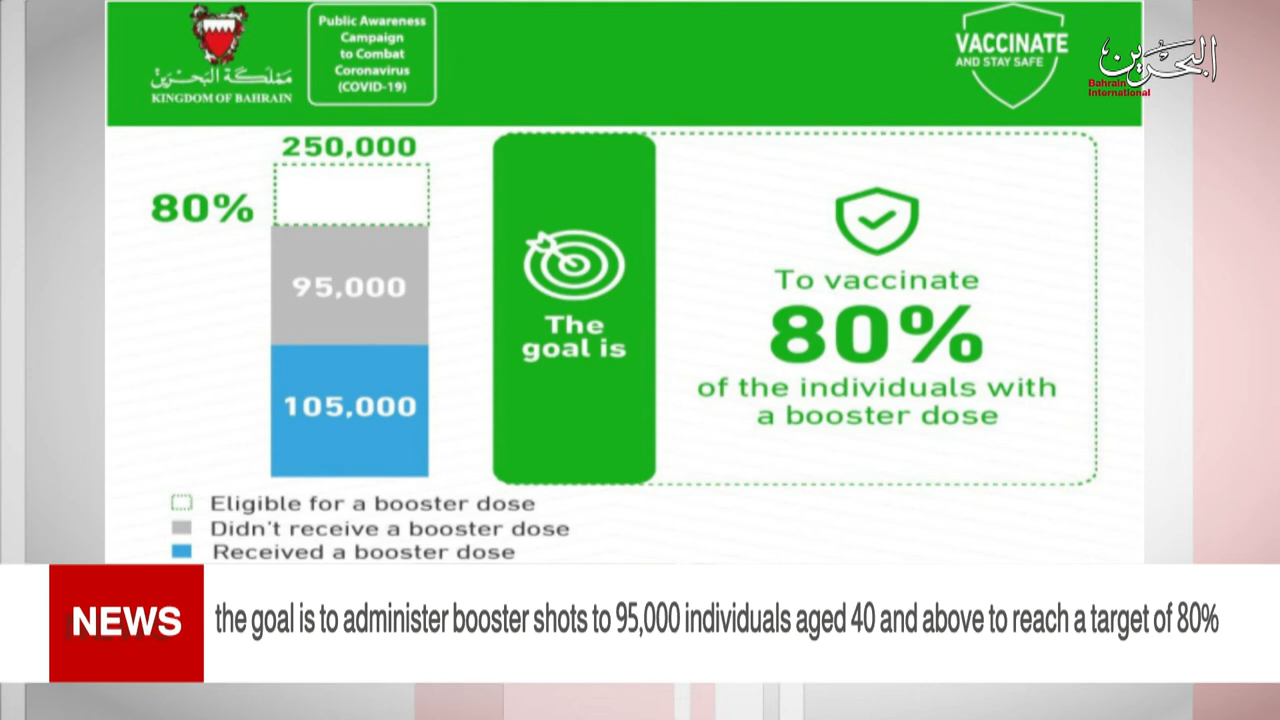 مملكة البحرين
KINGDOM OF BAHRAIN
Public Awareness
Campaign
to Combat
Coronavirus
(COVID-19)
VACCINATE
AND STAY SAFE
البحرين
Bahrain
International
250,000
80%
95,000
105,000
The
goal is
To vaccinate
80%
of the individuals with
a booster dose
Eligible for a booster dose
Didn't receive a booster dose
Received a booster dose
NEWS
the goal is to administer booster shots to 95,000 individuals aged 40 and above to reach a target of 80%